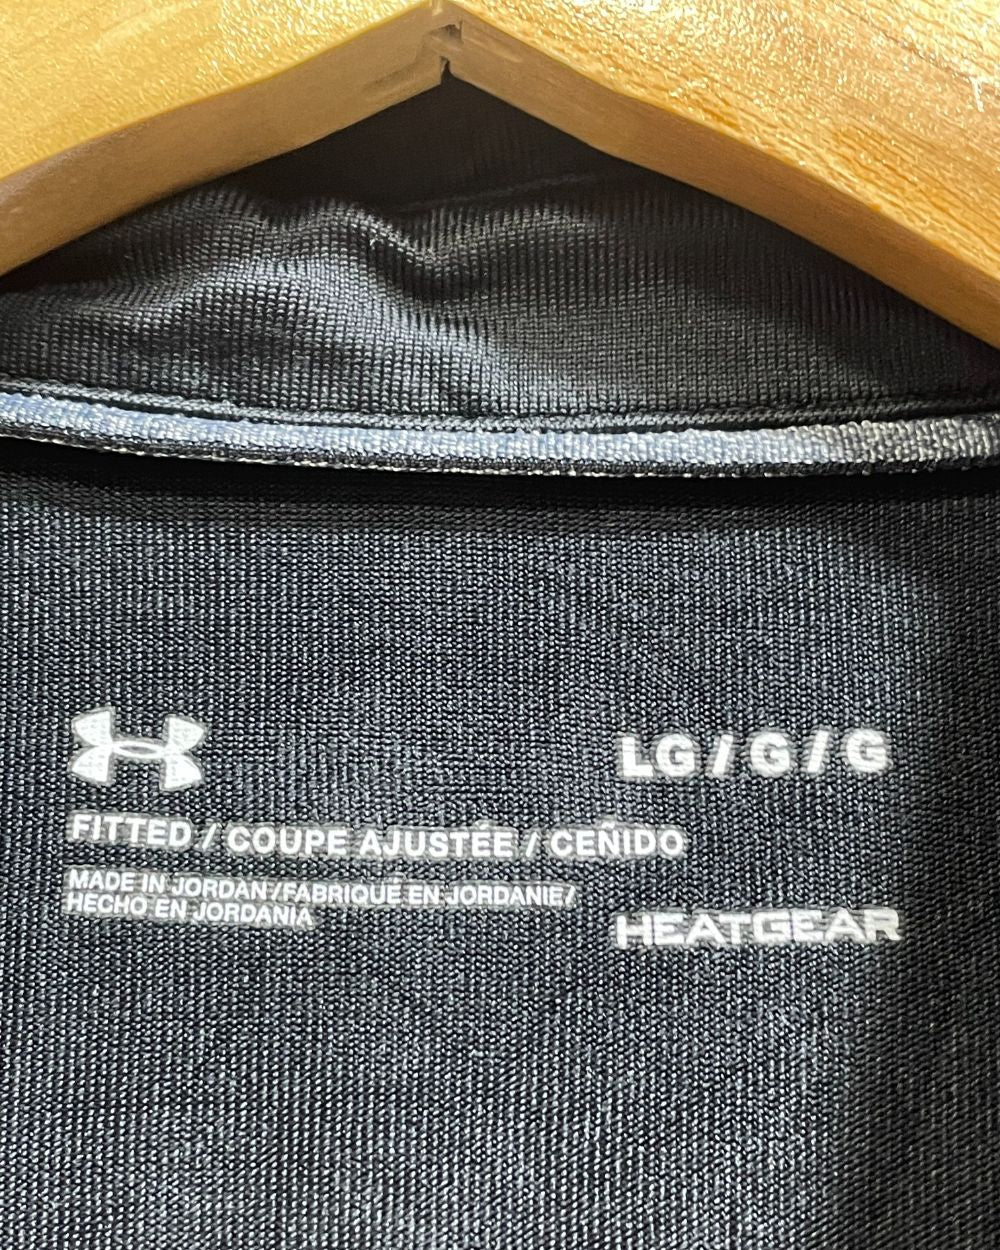 LG / G / G
FITTED / COUPE AJUSTÉE / CEÑIDO
MADE IN JORDAN / FABRIQUÉ EN JORDANIE /
HECHO EN JORDANIA
HEATGEAR